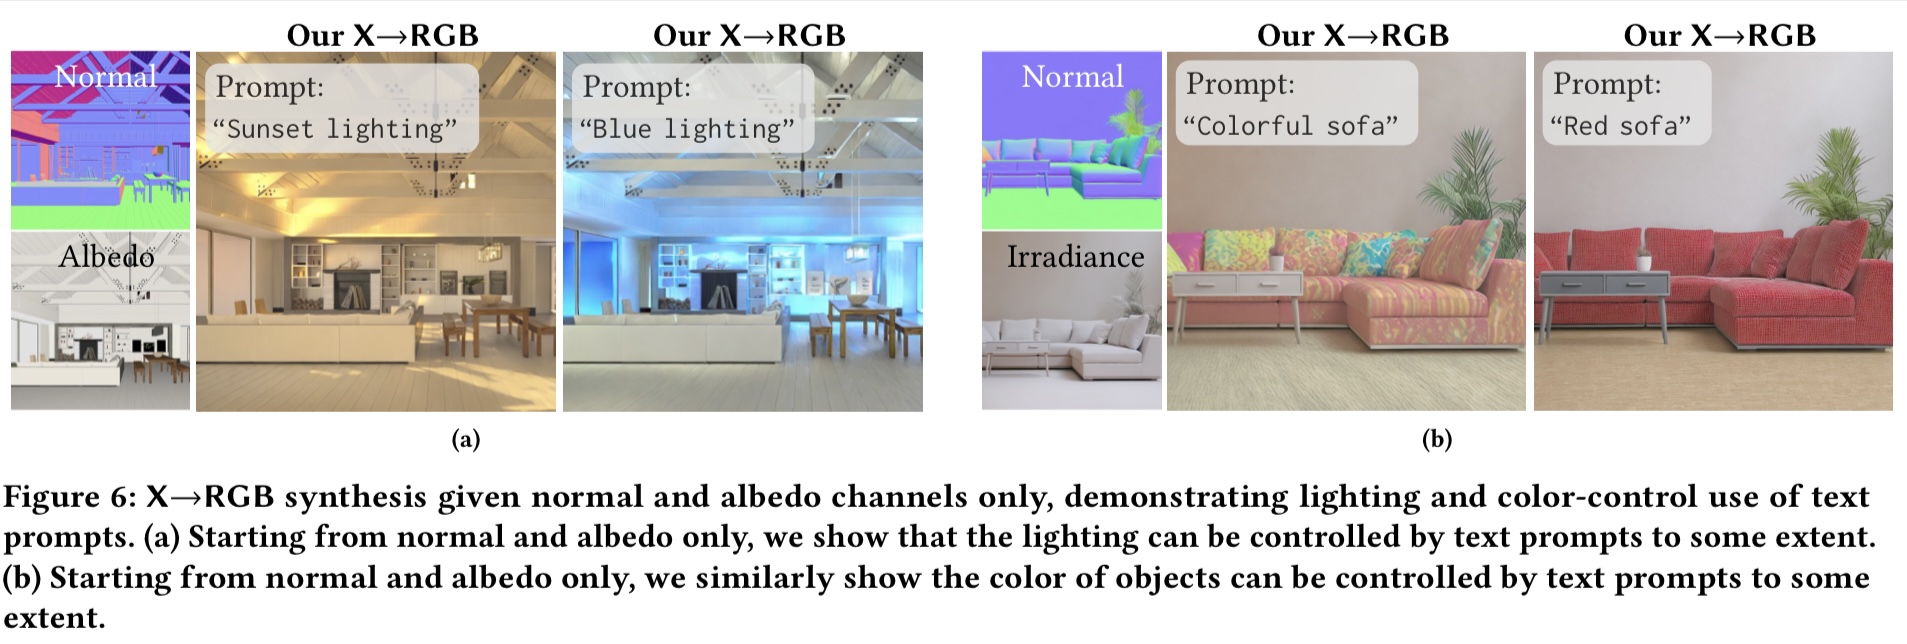 Our X→RGB
Our X→RGB
Normal
Prompt:
“Sunset lighting”
Prompt:
“Blue lighting”
Albedo
(a)
Our X→RGB
Our X→RGB
Normal
Prompt:
“Colorful sofa”
Prompt:
“Red sofa”
Irradiance
(b)
Figure 6: X→RGB synthesis given normal and albedo channels only, demonstrating lighting and color-control use of text
prompts. (a) Starting from normal and albedo only, we show that the lighting can be controlled by text prompts to some extent.
(b) Starting from normal and albedo only, we similarly show the color of objects can be controlled by text prompts to some
extent.